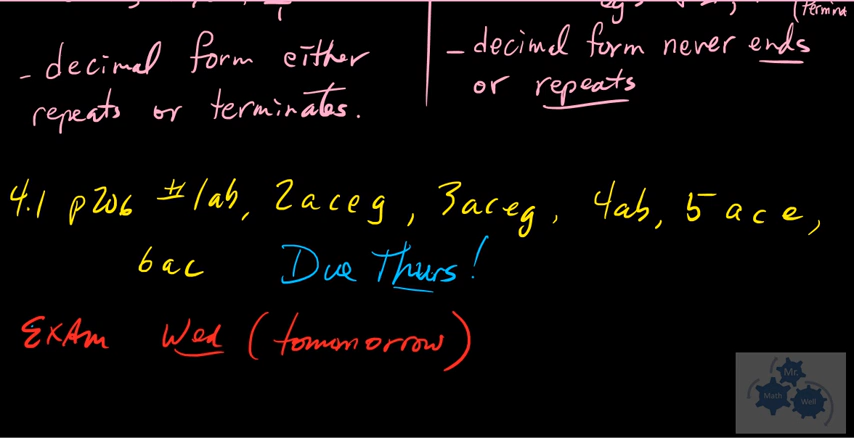 - decimal form either
repeats or terminates.
- decimal form never ends
or repeats
4.1 p206 #1ab, 2aceg, 3aceg, 4ab, 5ace,
6ac Due Thurs!
EXAM Wed (tomomorrow)
Mr.
Math Well